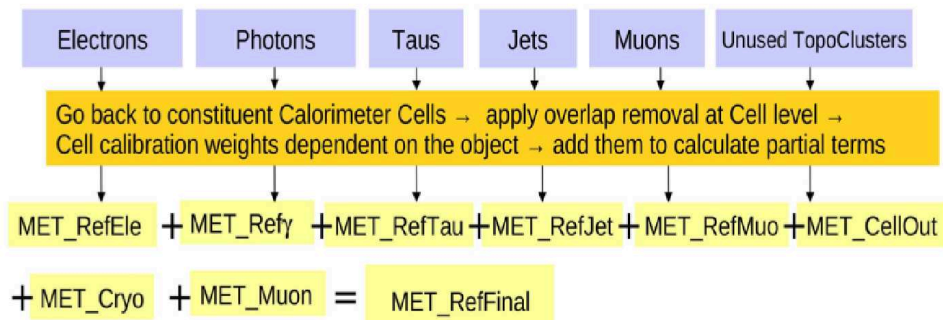 Electrons Photons Taus Jets Muons Unused TopoClusters
Go back to constituent Calorimeter Cells → apply overlap removal at Cell level →
Cell calibration weights dependent on the object → add them to calculate partial terms
MET_RefEle +MET_Refγ +MET_RefTau +MET_RefJet +MET_RefMuo +MET_CellOut
+MET_Cryo +MET_Muon = MET_RefFinal